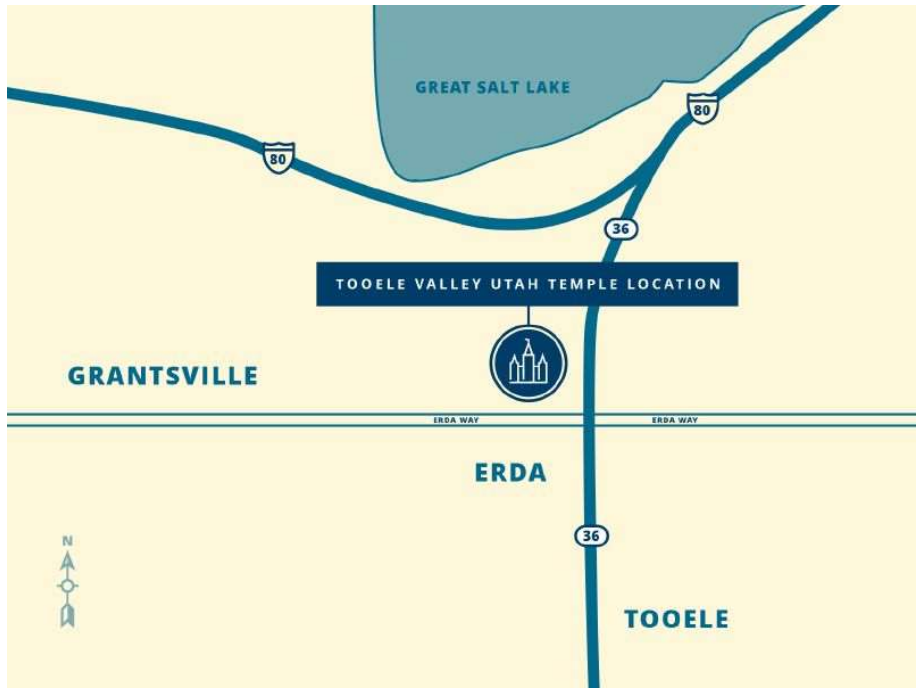 GREAT SALT LAKE
80
80
36
TOOELE VALLEY UTAH TEMPLE LOCATION
GRANTSVILLE
ERDA WAY
ERDA WAY
ERDA
36
N
TOOELE